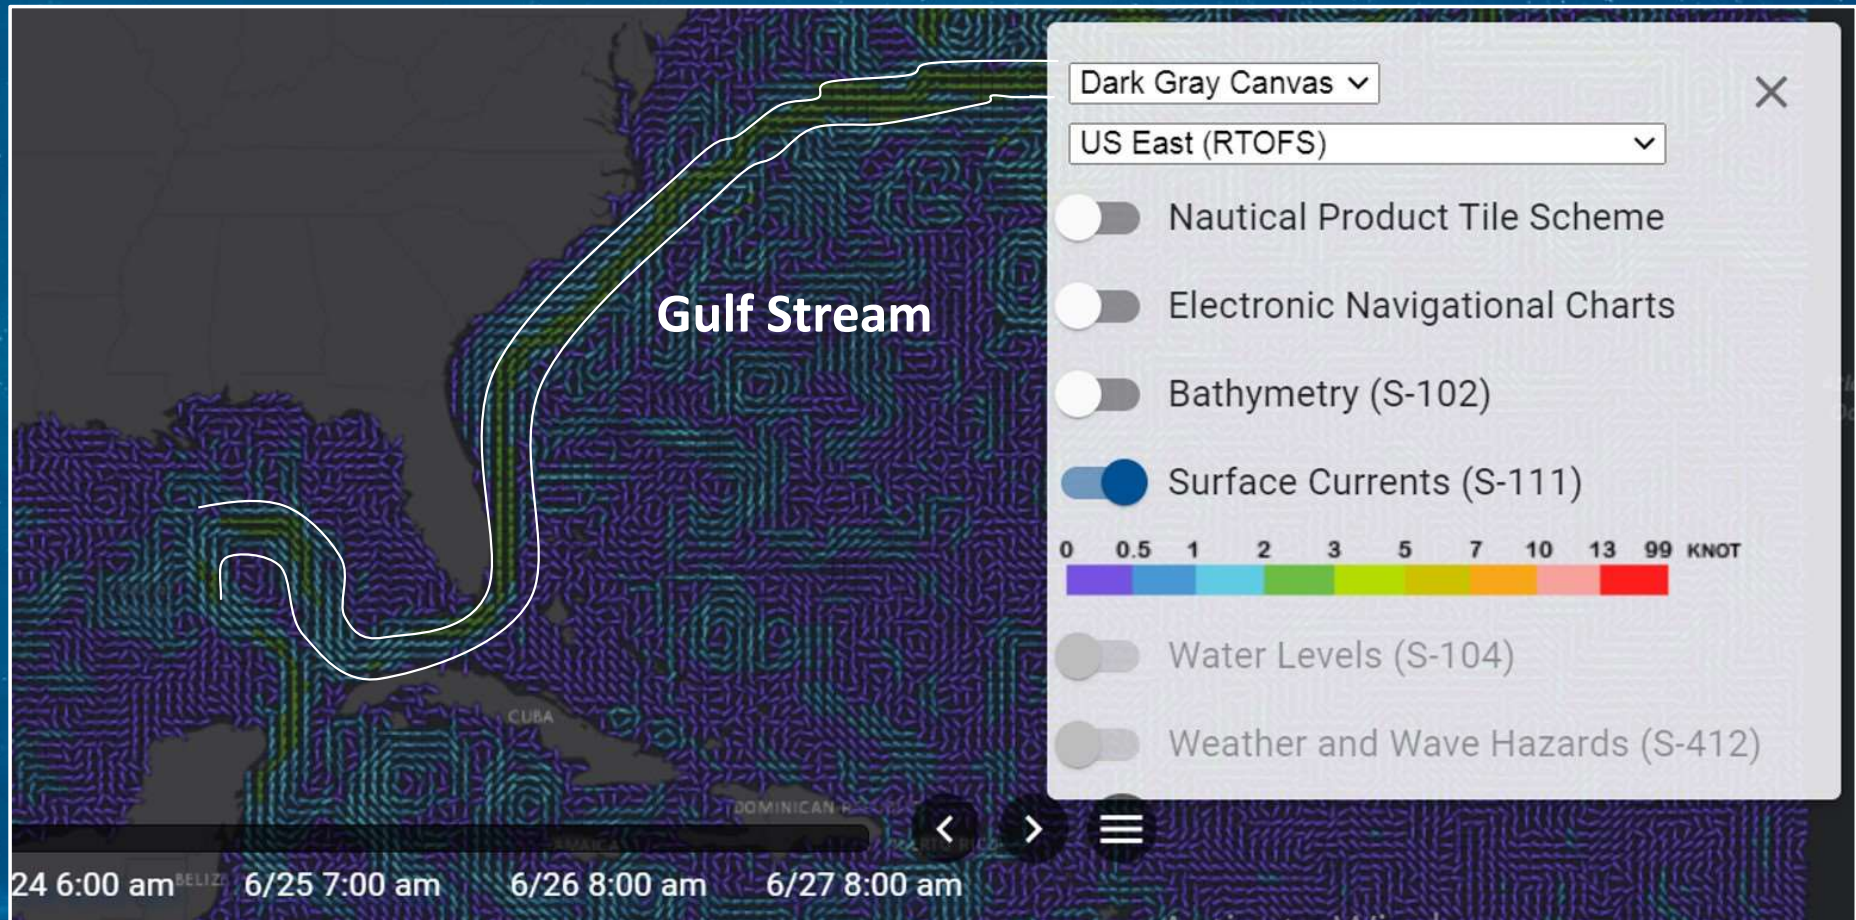 Dark Gray Canvas
US East (RTOFS)
Nautical Product Tile Scheme
Electronic Navigational Charts
Gulf Stream
Bathymetry (S-102)
Surface Currents (S-111)
0 0.5 1 2 3 5 7 10 13 99 KNOT
Water Levels (S-104)
CUBA
Weather and Wave Hazards (S-412)
DOMINICAN R
JAMAICA
24 6:00 am 6/25 7:00 am 6/26 8:00 am 6/27 8:00 am
BELIZ